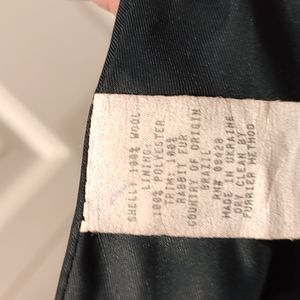 SHELL: 100% WOOL
LINING:
100% POLYESTER
TRIM: 100%
RABBIT FUR
COUNTRY OF ORIGIN
BRAZIL
RN# 08428
MADE IN UKRAINE
DRY CLEAN BY
FURRIER METHOD